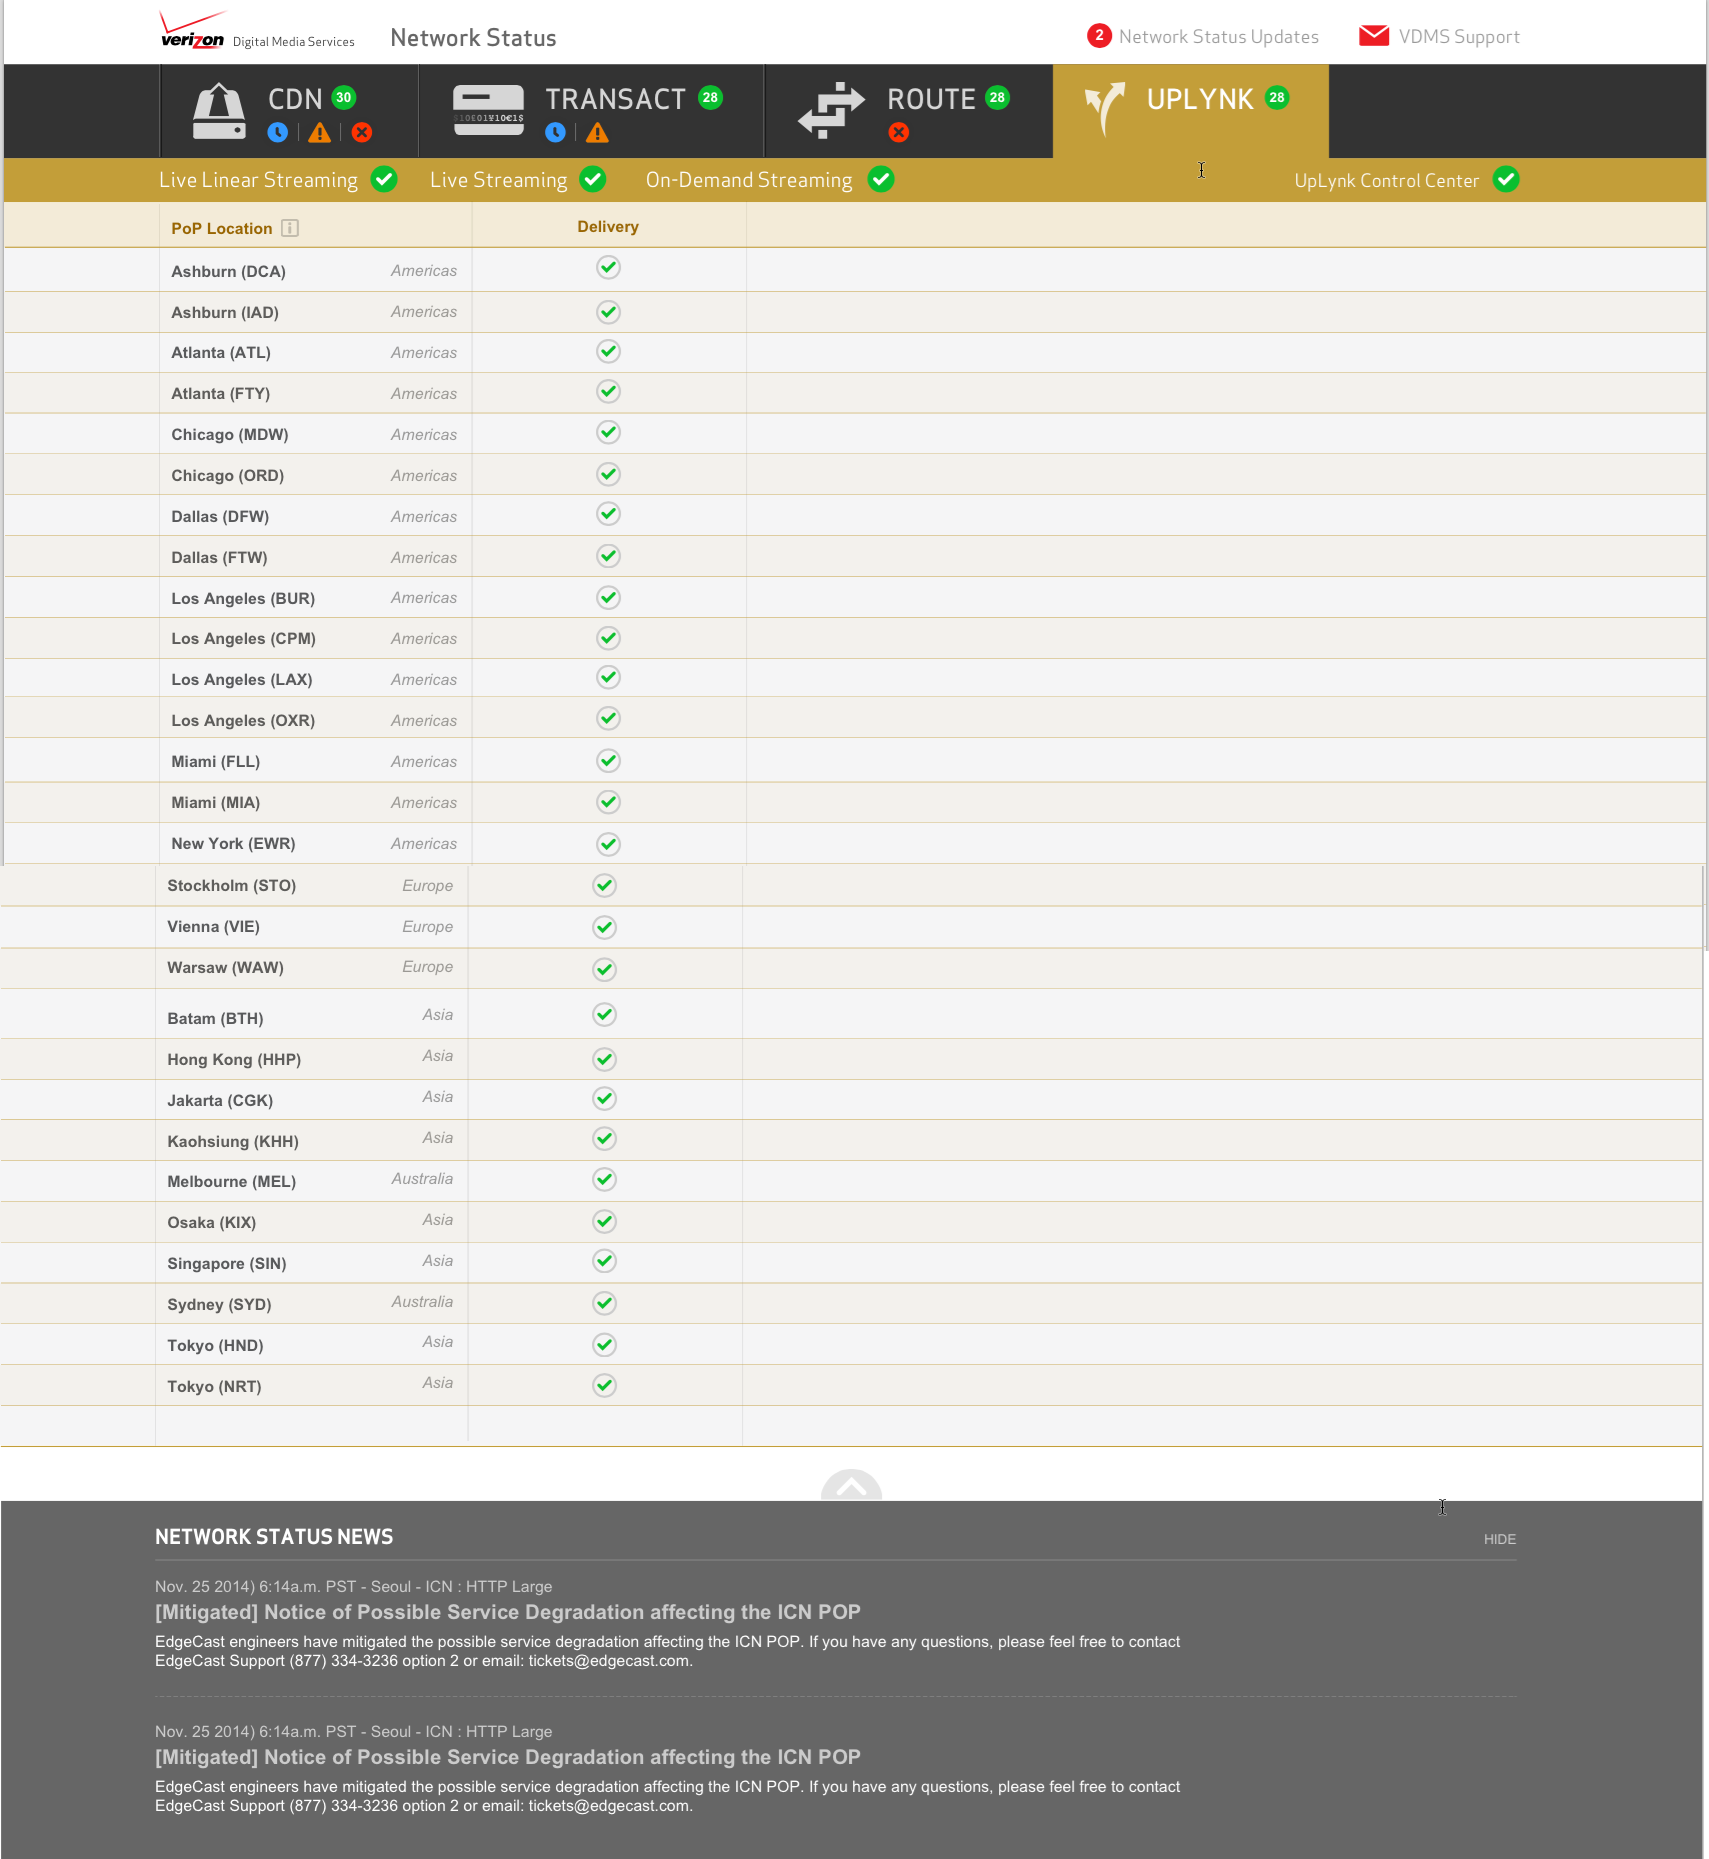 verizon Digital Media Services Network Status 2 Network Status Updates VDMS Support
CDN 30 TRANSACT 28 ROUTE 28 UPLYNK 28
Live Linear Streaming Live Streaming On-Demand Streaming UpLynk Control Center
PoP Location i Delivery
Ashburn (DCA) Americas
Ashburn (IAD) Americas
Atlanta (ATL) Americas
Atlanta (FTY) Americas
Chicago (MDW) Americas
Chicago (ORD) Americas
Dallas (DFW) Americas
Dallas (FTW) Americas
Los Angeles (BUR) Americas
Los Angeles (CPM) Americas
Los Angeles (LAX) Americas
Los Angeles (OXR) Americas
Miami (FLL) Americas
Miami (MIA) Americas
New York (EWR) Americas
Stockholm (STO) Europe
Vienna (VIE) Europe
Warsaw (WAW) Europe
Batam (BTH) Asia
Hong Kong (HHP) Asia
Jakarta (CGK) Asia
Kaohsiung (KHH) Asia
Melbourne (MEL) Australia
Osaka (KIX) Asia
Singapore (SIN) Asia
Sydney (SYD) Australia
Tokyo (HND) Asia
Tokyo (NRT) Asia
NETWORK STATUS NEWS HIDE
Nov. 25 2014) 6:14a.m. PST - Seoul - ICN : HTTP Large
[Mitigated] Notice of Possible Service Degradation affecting the ICN POP
EdgeCast engineers have mitigated the possible service degradation affecting the ICN POP. If you have any questions, please feel free to contact
EdgeCast Support (877) 334-3236 option 2 or email: tickets@edgecast.com.
Nov. 25 2014) 6:14a.m. PST - Seoul - ICN : HTTP Large
[Mitigated] Notice of Possible Service Degradation affecting the ICN POP
EdgeCast engineers have mitigated the possible service degradation affecting the ICN POP. If you have any questions, please feel free to contact
EdgeCast Support (877) 334-3236 option 2 or email: tickets@edgecast.com.